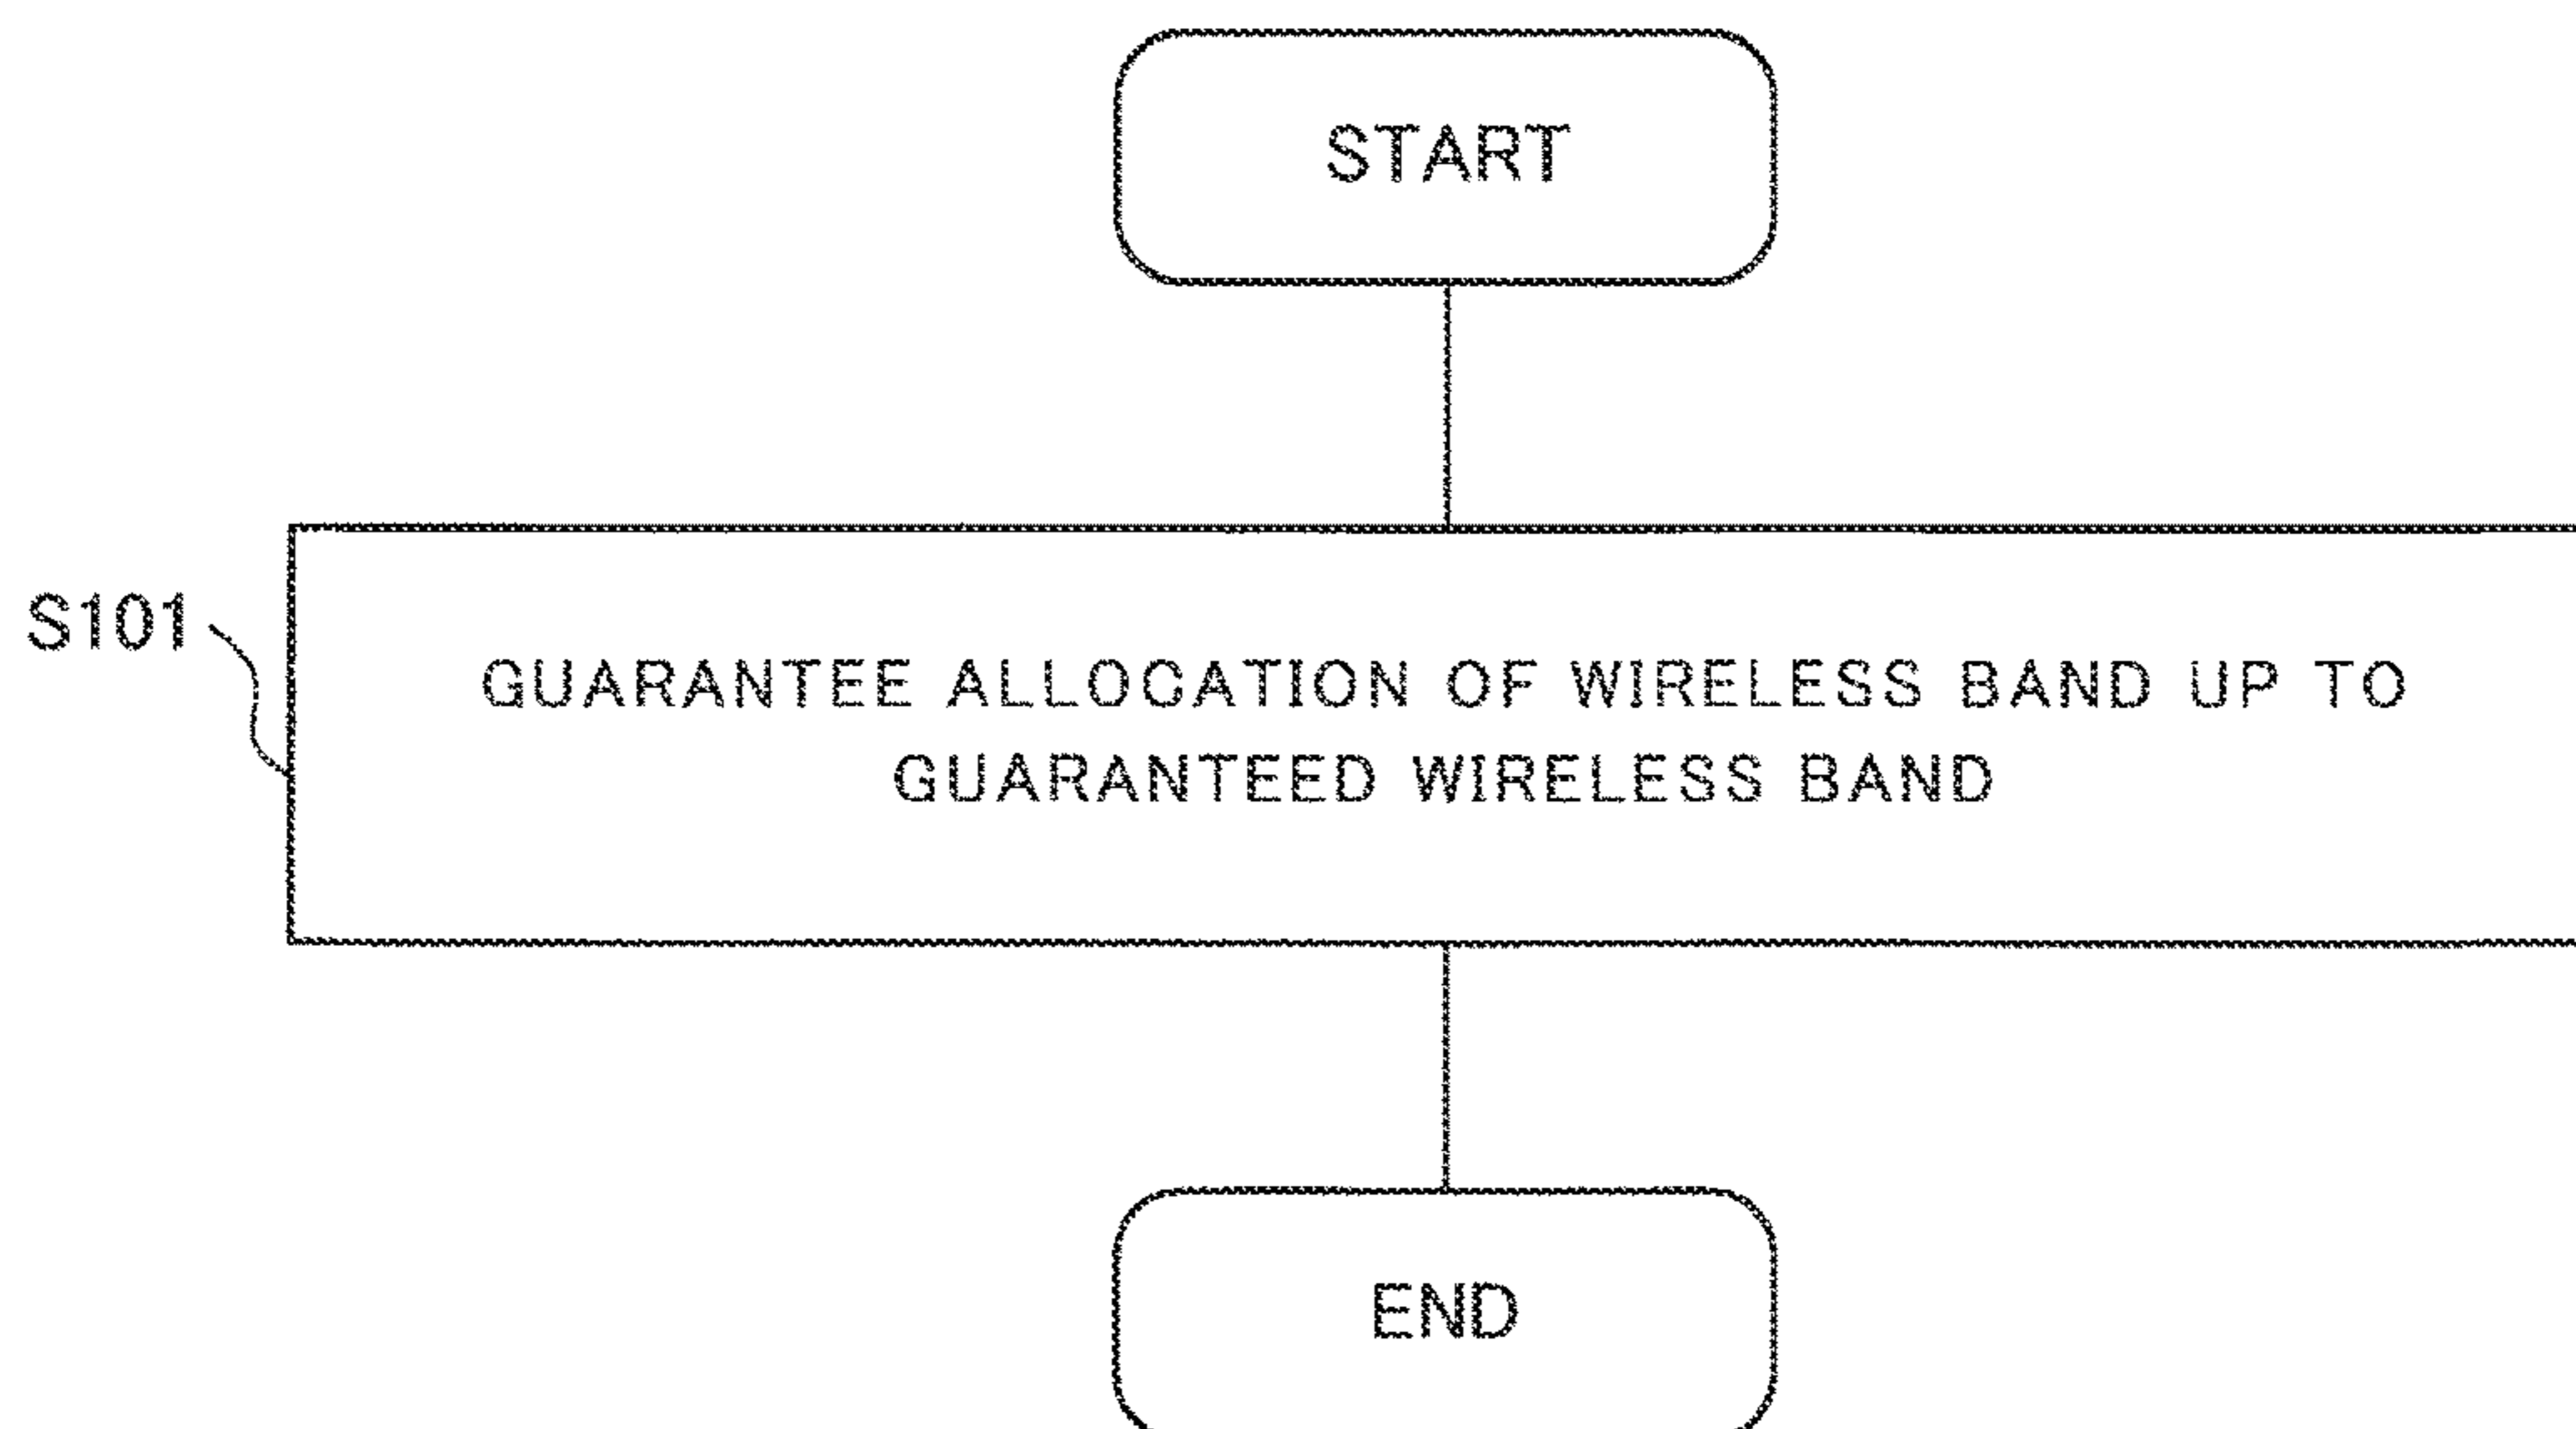 START
S101
GUARANTEE ALLOCATION OF WIRELESS BAND UP TO
GUARANTEED WIRELESS BAND
END